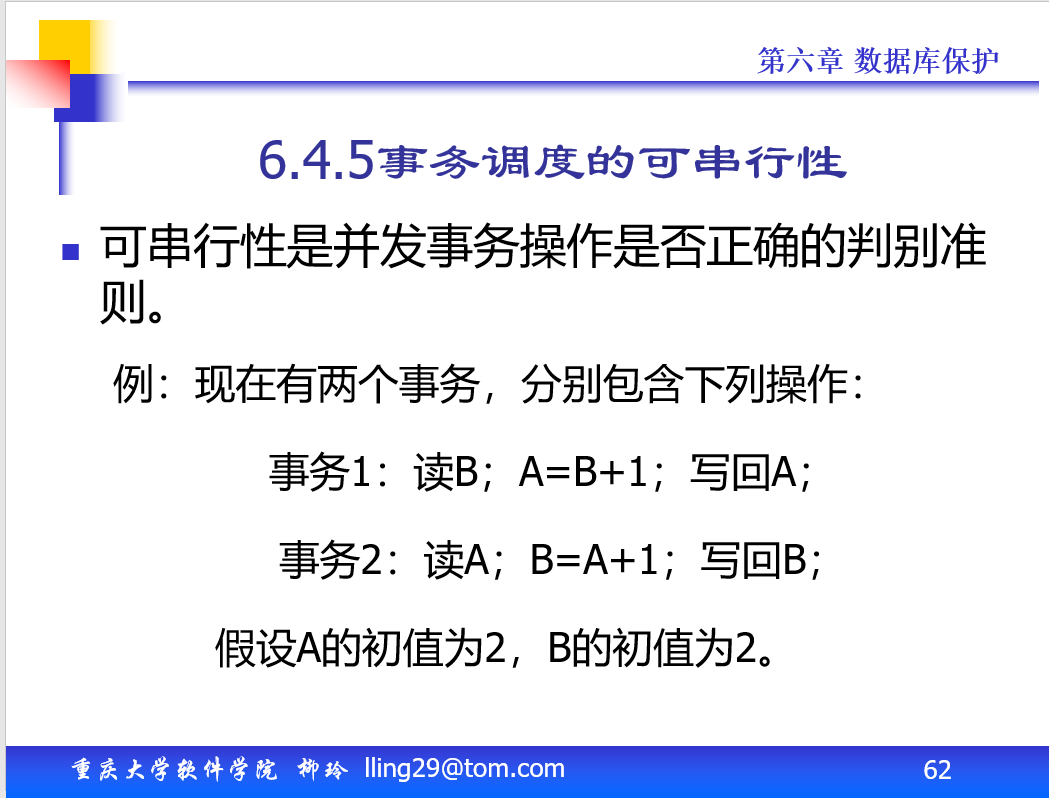 第六章 数据库保护
6.4.5事务调度的可串行性
可串行性是并发事务操作是否正确的判别准
则。
例：现在有两个事务，分别包含下列操作：
事务1：读B；A=B+1；写回A；
事务2：读A；B=A+1；写回B；
假设A的初值为2，B的初值为2。
重庆大学软件学院 柳玲 lling29@tom.com
62